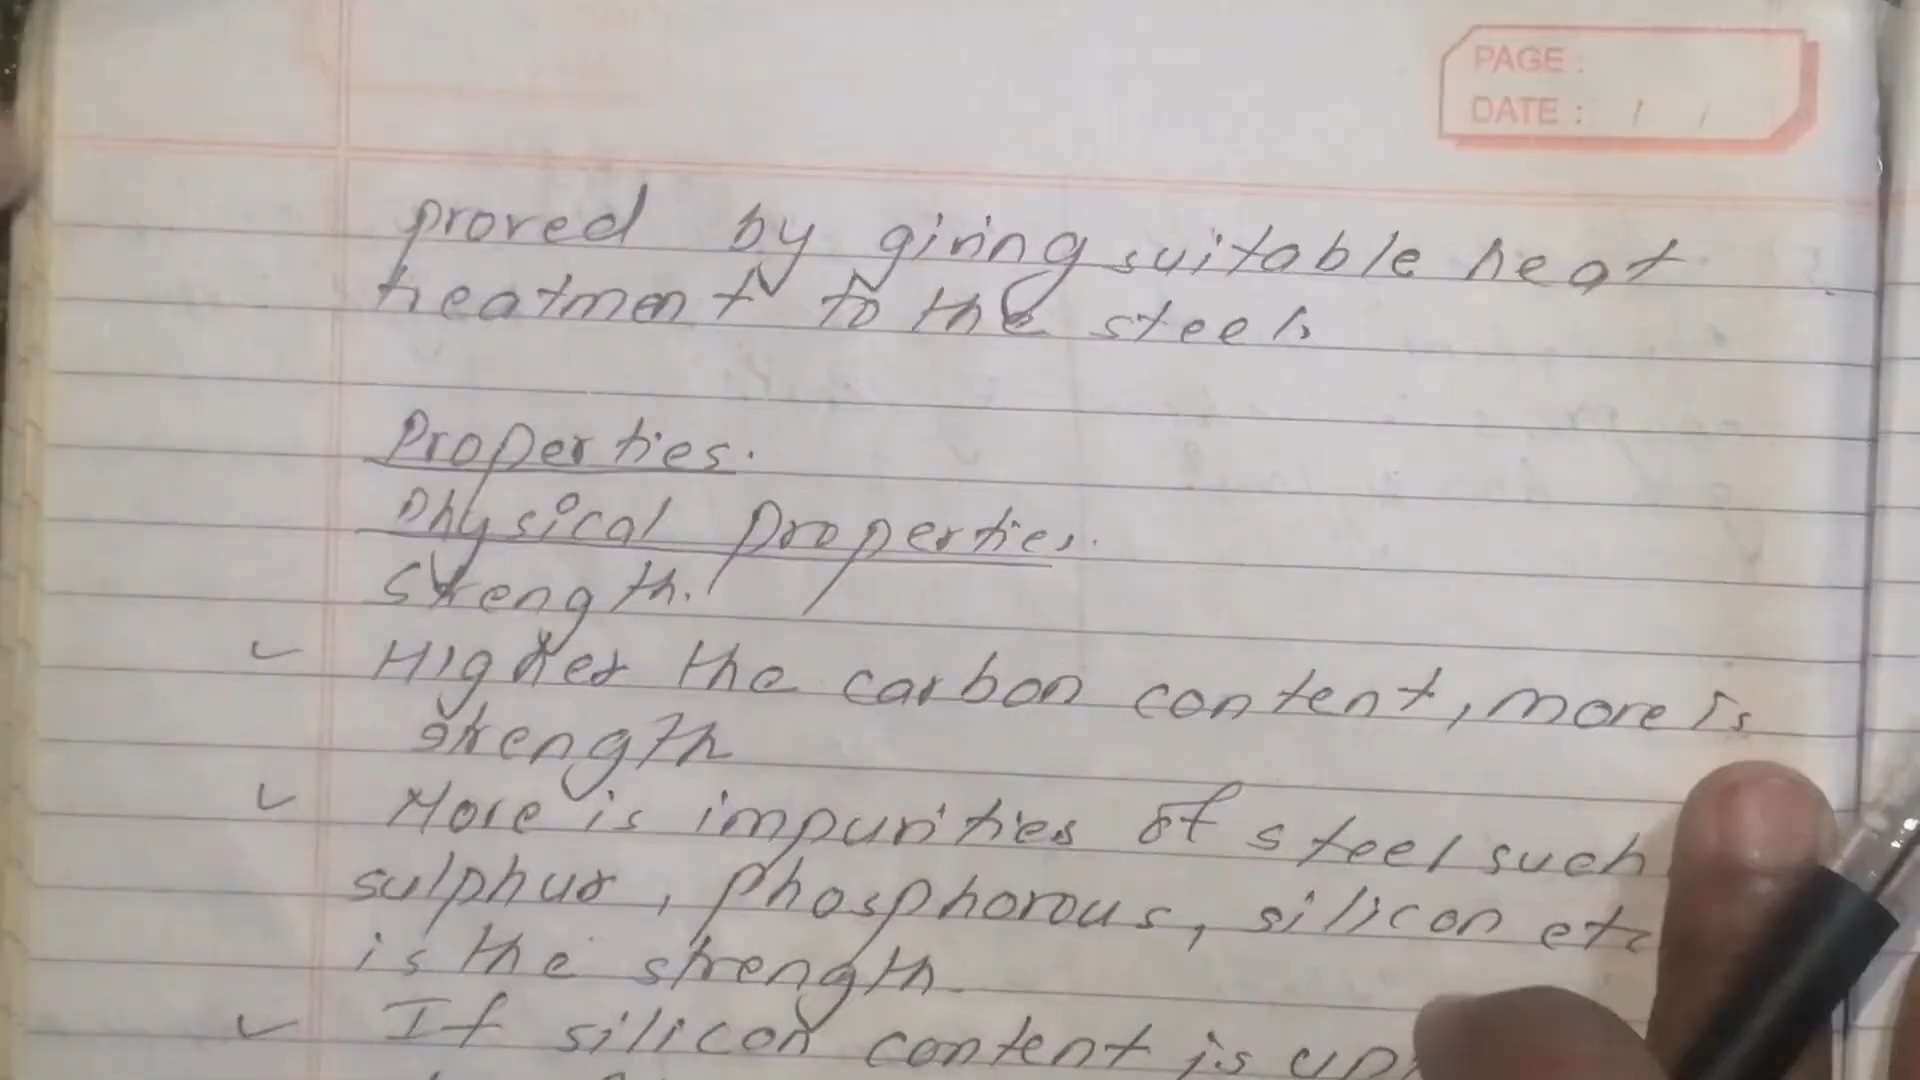 PAGE :
DATE : / /
proved by giving suitable heat
treatment to the steel.
Properties.
Physical properties.
Strength.
Higher the carbon content, more is
strength
More is impurities of steel such
sulphur, phosphorous, silicon etc
is the strength
If silicon content is